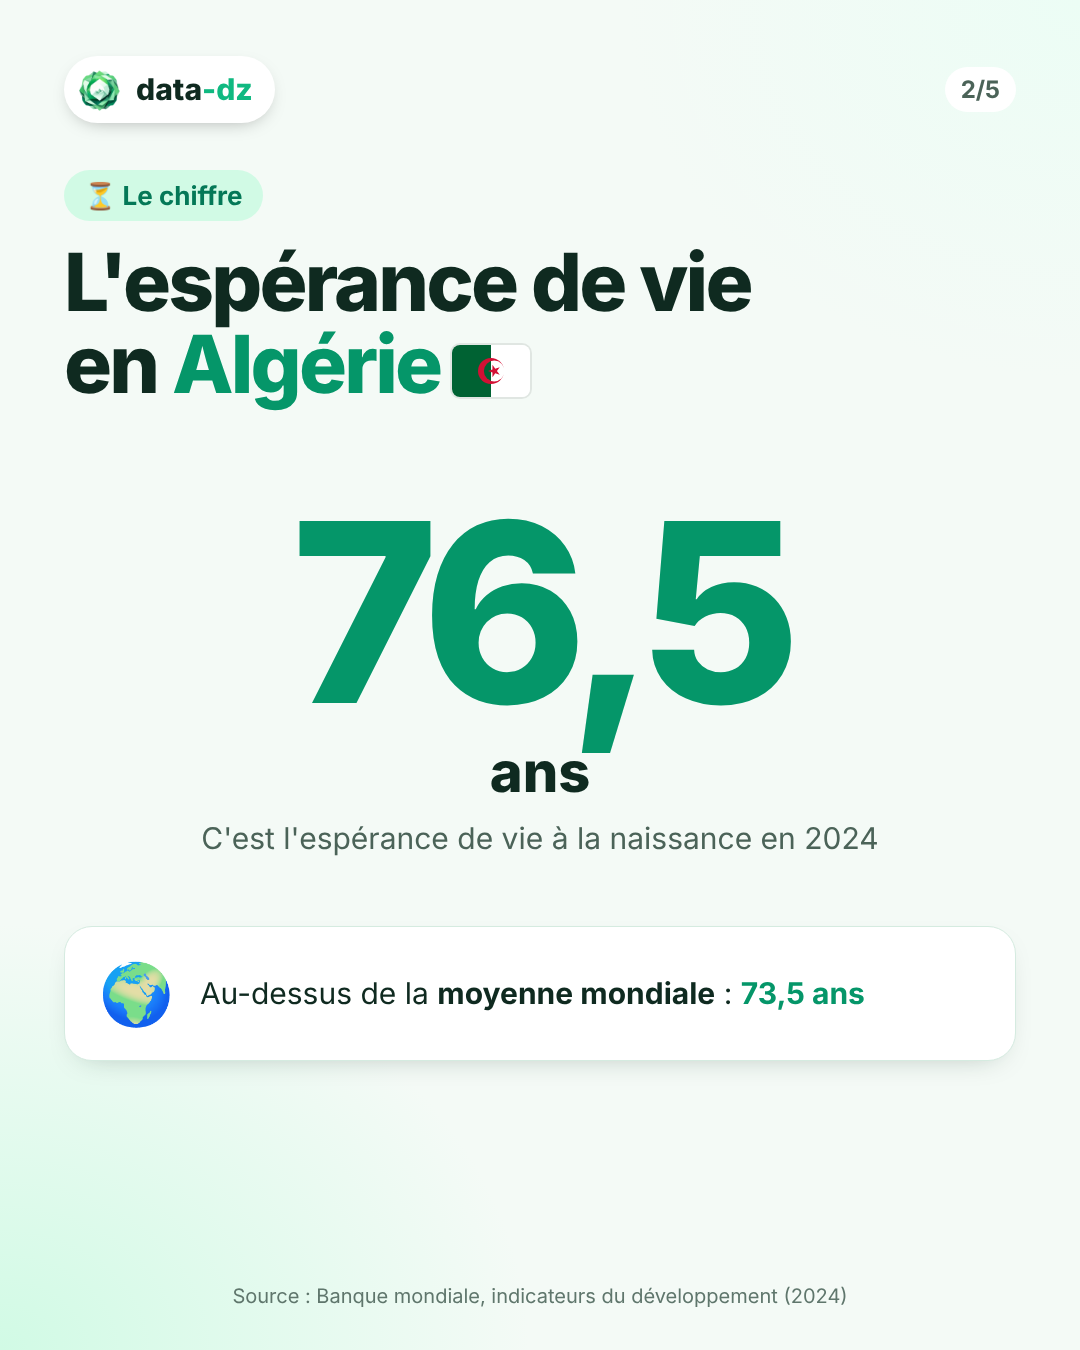 data-dz
2/5
⏳ Le chiffre
L'espérance de vie
en Algérie
76,5
ans
C'est l'espérance de vie à la naissance en 2024
Au-dessus de la moyenne mondiale : 73,5 ans
Source : Banque mondiale, indicateurs du développement (2024)